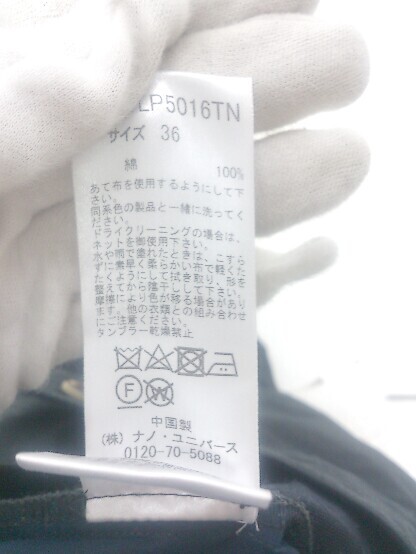 LP5016TN
サイズ 36
綿 100%
あて布を使用するようにして下
さい。
同系色の製品と一緒に洗ってく
ださい。
ドライクリーニングの場合は、
ネットを御使用下さい。
水や雨で塗れたときは、こすら
ずに素早く柔らかい布で軽くた
たくようにして拭き取り、形を
整えてから陰干しして下さい。
摩擦により色が移る場合があり
ます。他の衣類との組み合わせ
にご注意ください。
タンブラー乾燥禁止
F W
中国製
(株) ナノ・ユニバース
0120-70-5088